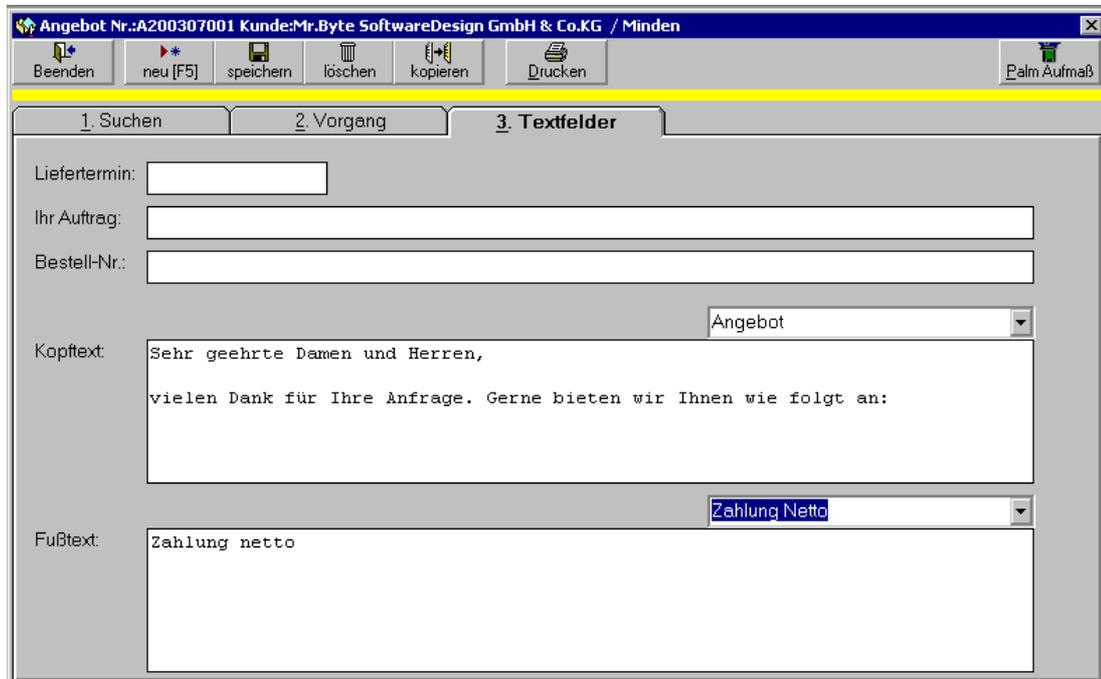 Angebot Nr.:A200307001 Kunde:Mr.Byte SoftwareDesign GmbH & Co.KG / Minden
Beenden neu [F5] speichern löschen kopieren Drucken Palm Aufmaß
1. Suchen 2. Vorgang 3. Textfelder
Liefertermin:
Ihr Auftrag:
Bestell-Nr.:
Angebot
Kopftext: Sehr geehrte Damen und Herren,
vielen Dank für Ihre Anfrage. Gerne bieten wir Ihnen wie folgt an:
Zahlung Netto
Fußtext: Zahlung netto